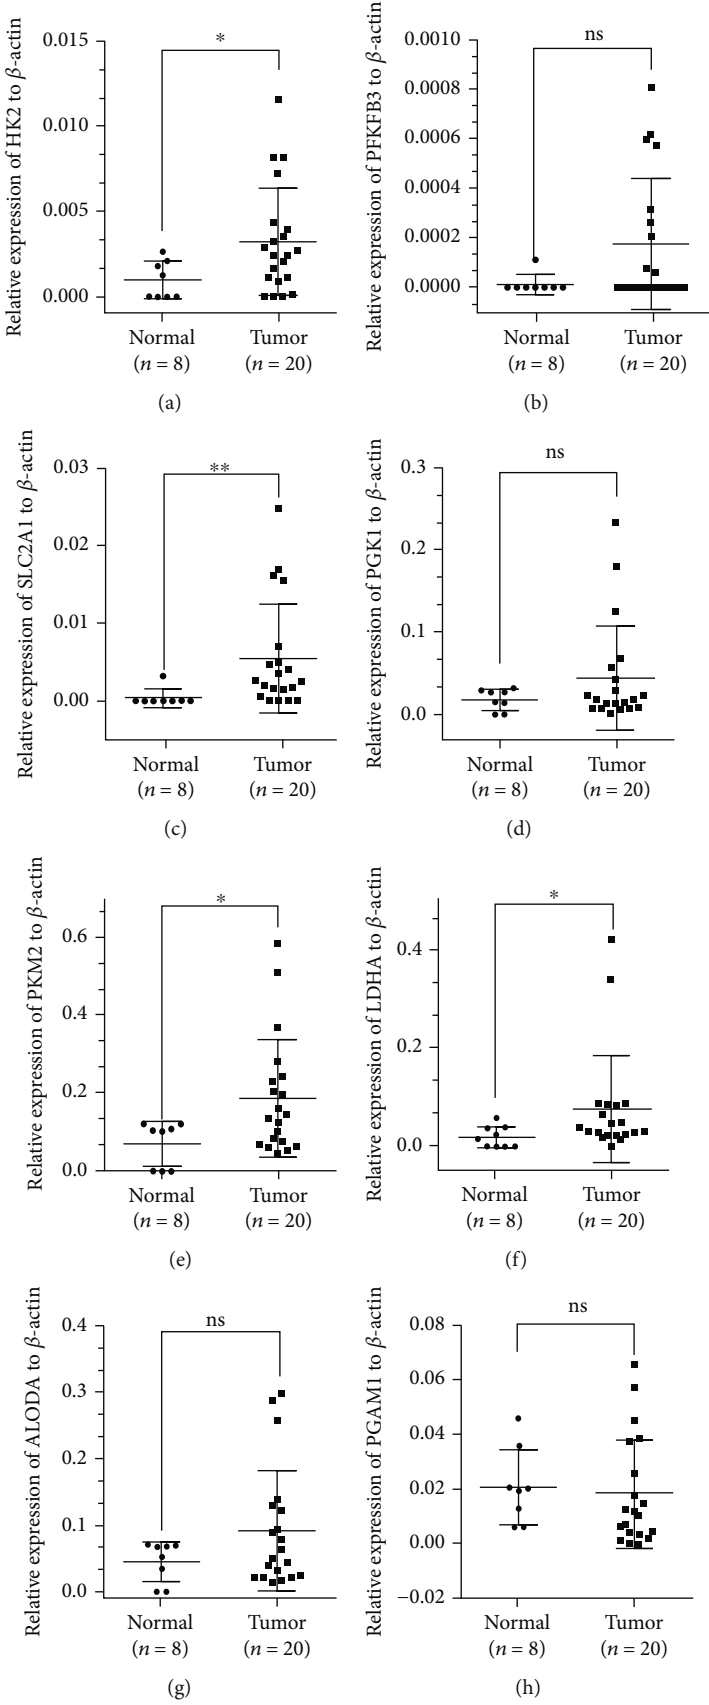 Relative expression of HK2 to β-actin
0.015
0.010
0.005
0.000
*
Normal
(n = 8)
Tumor
(n = 20)
(a)
Relative expression of PFKFB3 to β-actin
0.0010
0.0008
0.0006
0.0004
0.0002
0.0000
ns
Normal
(n = 8)
Tumor
(n = 20)
(b)
Relative expression of SLC2A1 to β-actin
0.03
0.02
0.01
0.00
**
Normal
(n = 8)
Tumor
(n = 20)
(c)
Relative expression of PGK1 to β-actin
0.3
0.2
0.1
0.0
ns
Normal
(n = 8)
Tumor
(n = 20)
(d)
Relative expression of PKM2 to β-actin
0.6
0.4
0.2
0.0
*
Normal
(n = 8)
Tumor
(n = 20)
(e)
Relative expression of LDHA to β-actin
0.4
0.2
0.0
*
Normal
(n = 8)
Tumor
(n = 20)
(f)
Relative expression of ALODA to β-actin
0.4
0.3
0.2
0.1
0.0
ns
Normal
(n = 8)
Tumor
(n = 20)
(g)
Relative expression of PGAM1 to β-actin
0.08
0.06
0.04
0.02
0.00
−0.02
ns
Normal
(n = 8)
Tumor
(n = 20)
(h)